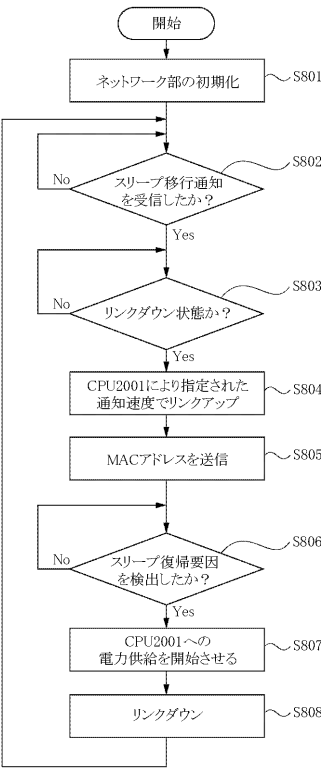 開始
ネットワーク部の初期化
S801
スリープ移行通知
を受信したか？
S802
No
Yes
リンクダウン状態か？
S803
No
Yes
CPU2001により指定された
通知速度でリンクアップ
S804
MACアドレスを送信
S805
スリープ復帰要因
を検出したか？
S806
No
Yes
CPU2001への
電力供給を開始させる
S807
リンクダウン
S808